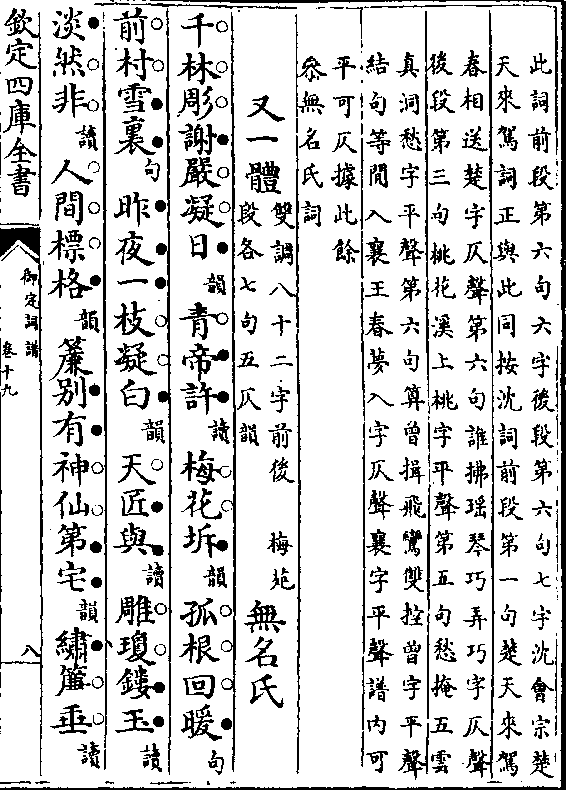 此詞前段第六句六字後段第六句七字沈會宗楚
天來駕詞正與此同按沈詞前段第一句楚天來駕
春相送楚字仄聲第六句誰拂瑶琴巧弄巧字仄聲
後段第三句桃花溪上桃字平聲第五句愁掩五雲
真洞愁字平聲第六句算曾揖飛鸞雙控曾字平聲
結句等閒入襄王春夢入字仄聲襄字平聲譜内可
平可仄據此餘
參無名氏詞
又一體 雙調八十二字前後
段各七句五仄韻 梅苑 無名氏
千林彫謝嚴凝日韻青帝許讀梅花坼韻孤根回暖句
前村雪裏句昨夜一枝凝白韻天匠與讀雕瓊鏤玉讀
淡然非讀人間標格韻簾别有神仙第宅韻繡簾垂讀
欽定四庫全書
御定詞譜
卷十九
八